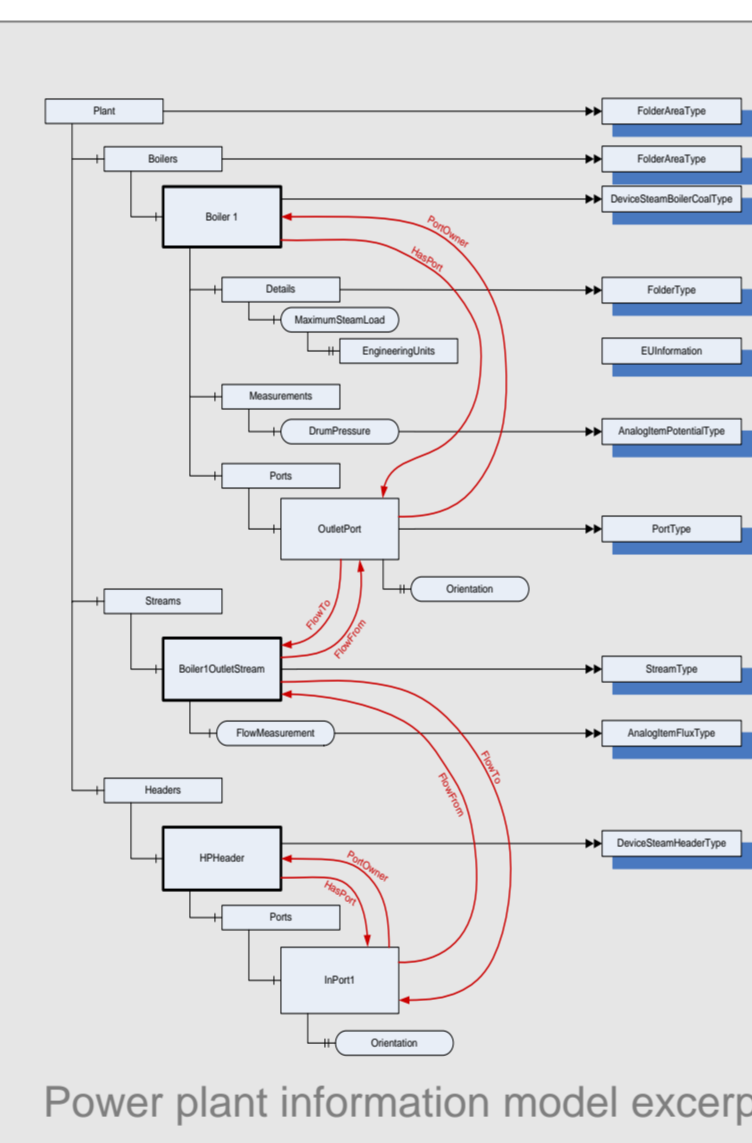 Plant
FolderAreaType
Boilers
FolderAreaType
DeviceSteamBoilerCoalType
Boiler 1
PortOwner
HasPort
Details
FolderType
MaximumSteamLoad
EngineeringUnits
EUInformation
Measurements
DrumPressure
AnalogItemPotentialType
Ports
OutletPort
PortType
Orientation
Streams
FlowTo
FlowFrom
Boiler1OutletStream
StreamType
FlowMeasurement
AnalogItemFluxType
FlowTo
FlowFrom
Headers
DeviceSteamHeaderType
HPHeader
PortOwner
HasPort
Ports
InPort1
Orientation
Power plant information model excerp